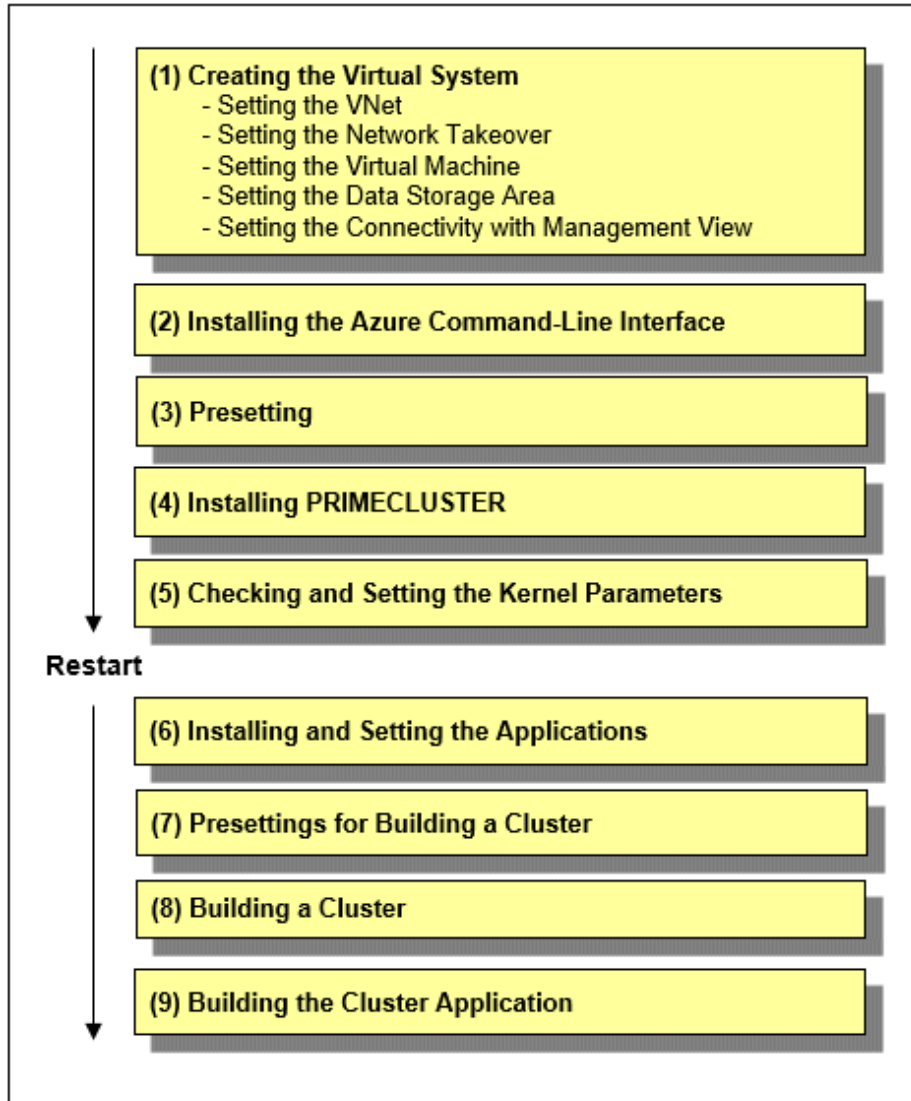 (1) Creating the Virtual System
- Setting the VNet
- Setting the Network Takeover
- Setting the Virtual Machine
- Setting the Data Storage Area
- Setting the Connectivity with Management View
(2) Installing the Azure Command-Line Interface
(3) Presetting
(4) Installing PRIMECLUSTER
(5) Checking and Setting the Kernel Parameters
Restart
(6) Installing and Setting the Applications
(7) Presettings for Building a Cluster
(8) Building a Cluster
(9) Building the Cluster Application